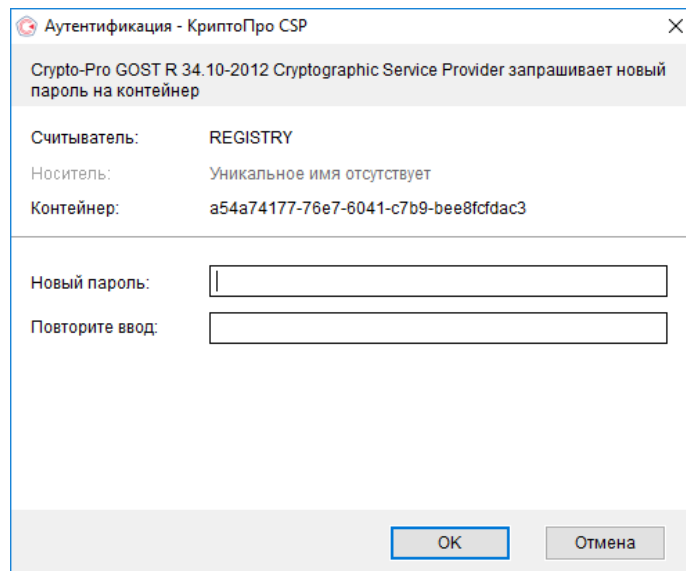 Аутентификация - КриптоПро CSP
Crypto-Pro GOST R 34.10-2012 Cryptographic Service Provider запрашивает новый
пароль на контейнер
Считыватель: REGISTRY
Носитель: Уникальное имя отсутствует
Контейнер: a54a74177-76e7-6041-c7b9-bee8fcfdac3
Новый пароль:
Повторите ввод:
OK Отмена